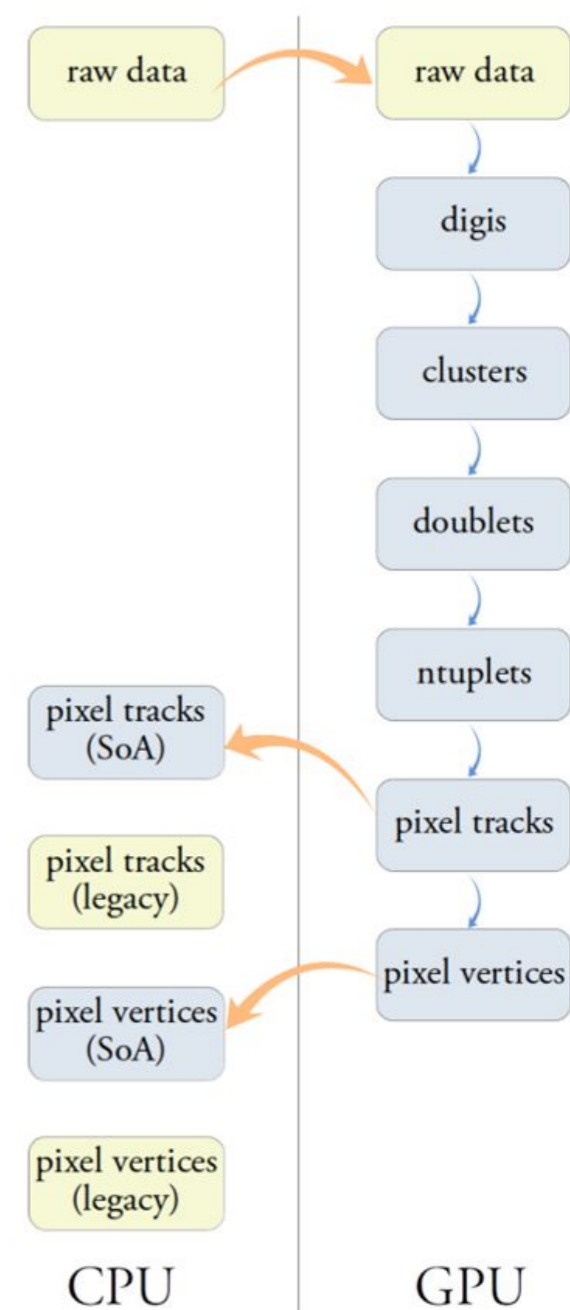 raw data
raw data
digis
clusters
doublets
ntuplets
pixel tracks
(SoA)
pixel tracks
pixel tracks
(legacy)
pixel vertices
pixel vertices
(SoA)
pixel vertices
(legacy)
CPU
GPU